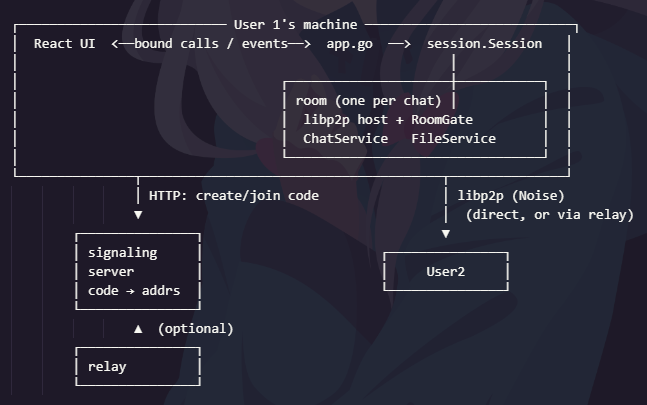 User 1's machine
React UI <──bound calls / events──> app.go ──> session.Session
room (one per chat)
libp2p host + RoomGate
ChatService FileService
HTTP: create/join code
libp2p (Noise)
(direct, or via relay)
signaling
server
code → addrs
User2
(optional)
relay